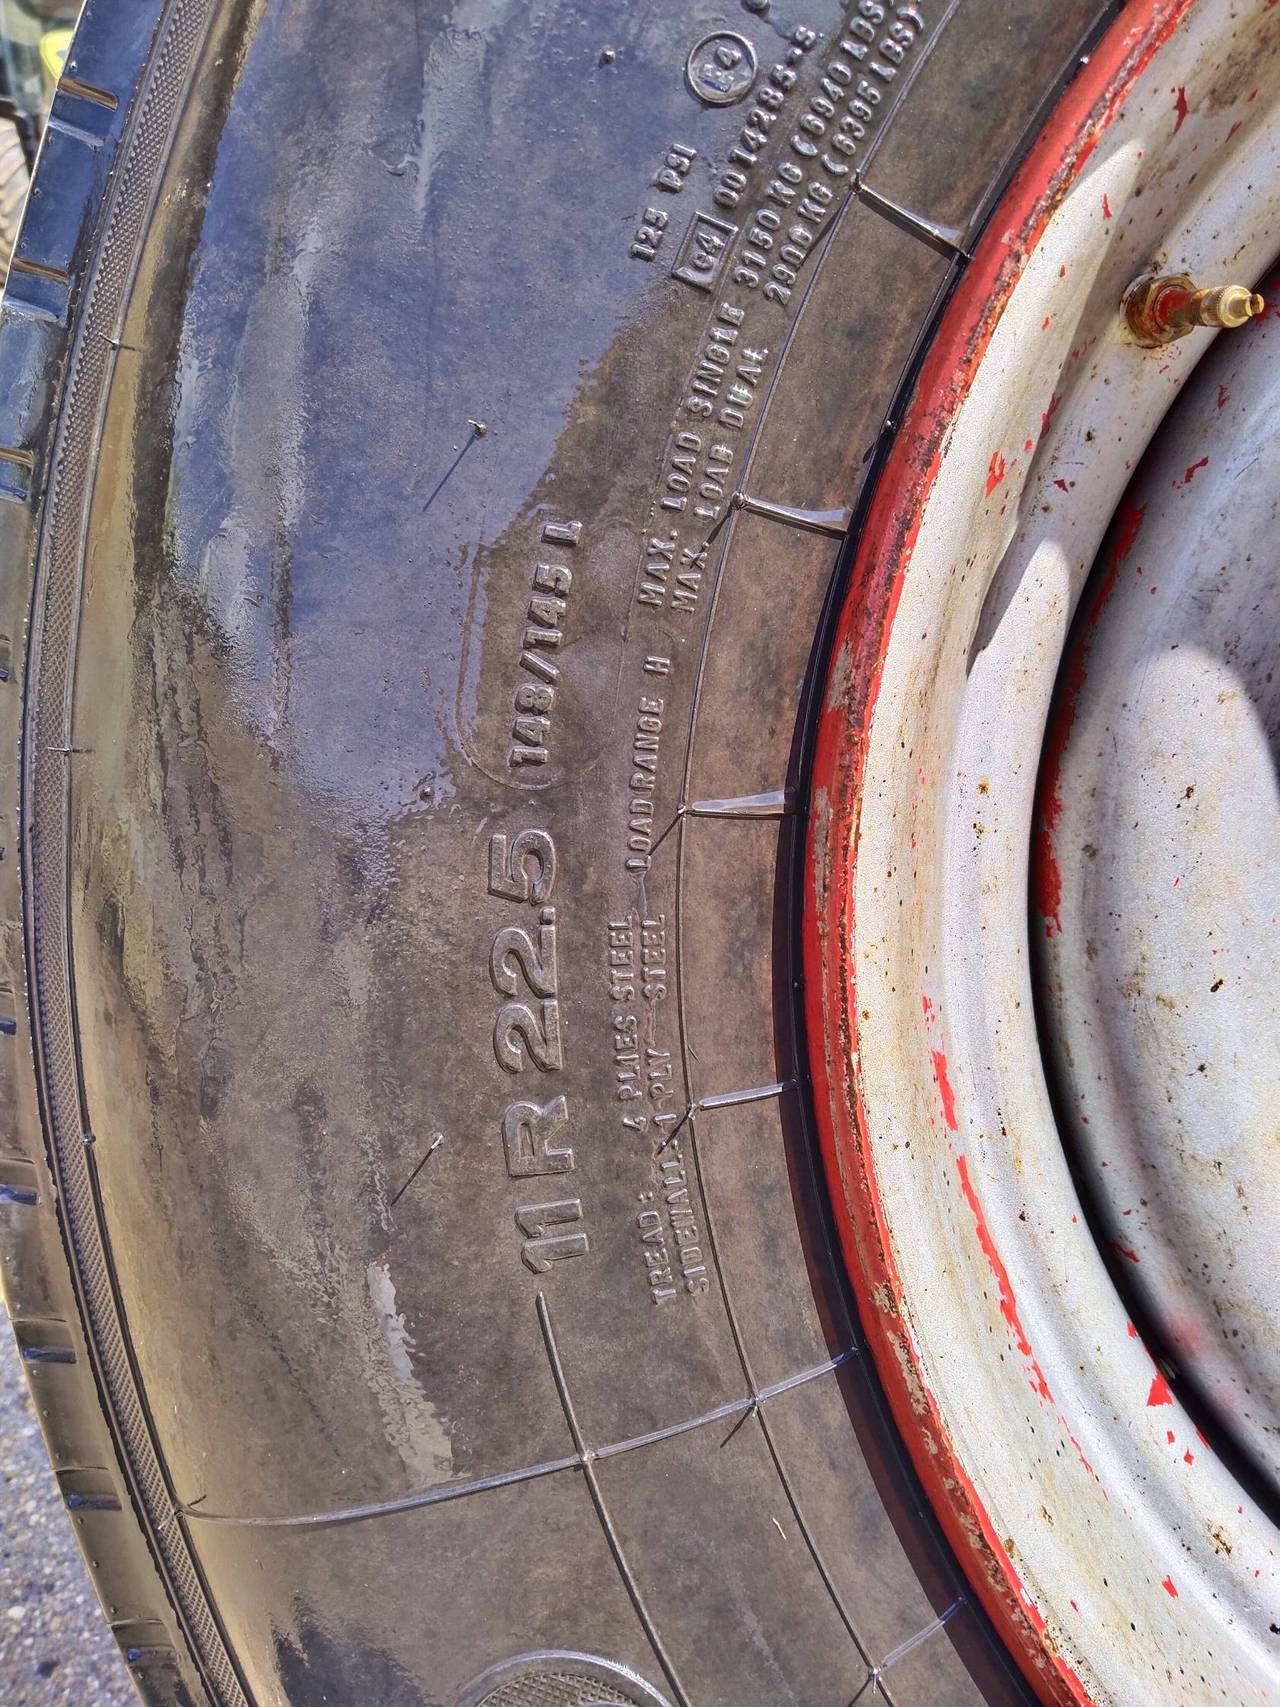 11 R 22.5 148/145 L
TREAD: 4 PLIES STEEL LOAD RANGE H
SIDEWALL: 1 PLY STEEL
MAX. LOAD SINGLE 3150 KG (6940 LBS)
MAX. LOAD DUAL 2900 KG (6395 LBS)
125 PSI
E4
0014285-S